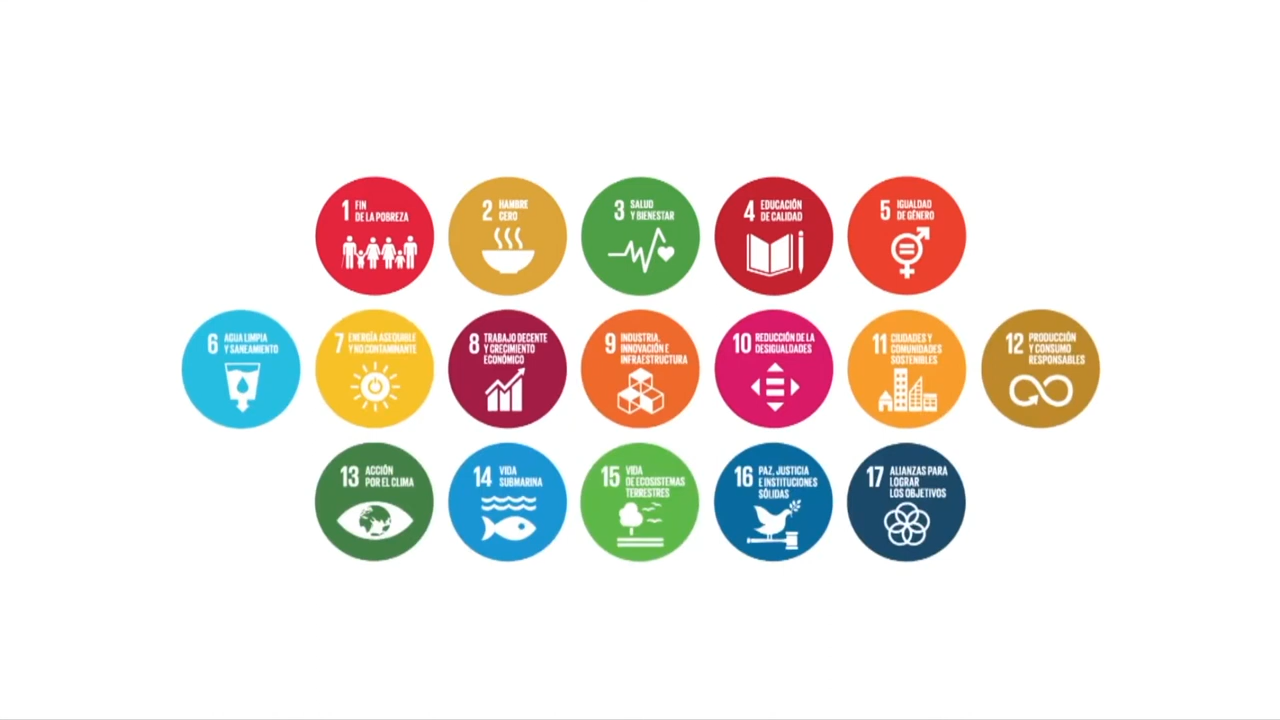 1 FIN
DE LA POBREZA
2 HAMBRE
CERO
3 SALUD
Y BIENESTAR
4 EDUCACIÓN
DE CALIDAD
5 IGUALDAD
DE GÉNERO
6 AGUA LIMPIA
Y SANEAMIENTO
7 ENERGÍA ASEQUIBLE
Y NO CONTAMINANTE
8 TRABAJO DECENTE
Y CRECIMIENTO
ECONÓMICO
9 INDUSTRIA,
INNOVACIÓN E
INFRAESTRUCTURA
10 REDUCCIÓN DE LA
DESIGUALDADES
11 CIUDADES Y
COMUNIDADES
SOSTENIBLES
12 PRODUCCIÓN
Y CONSUMO
RESPONSABLES
13 ACCIÓN
POR EL CLIMA
14 VIDA
SUBMARINA
15 VIDA
DE ECOSISTEMAS
TERRESTRES
16 PAZ, JUSTICIA
E INSTITUCIONES
SÓLIDAS
17 ALIANZAS PARA
LOGRAR
LOS OBJETIVOS